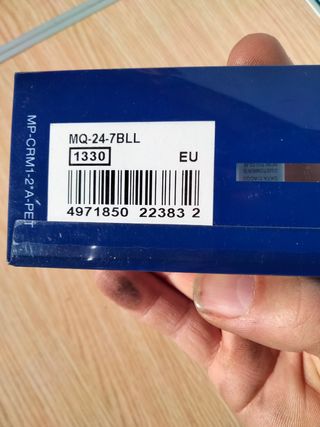 MQ-24-7BLL
1330 EU
4971850 22383 2
MP-CRM1-2*A-PET